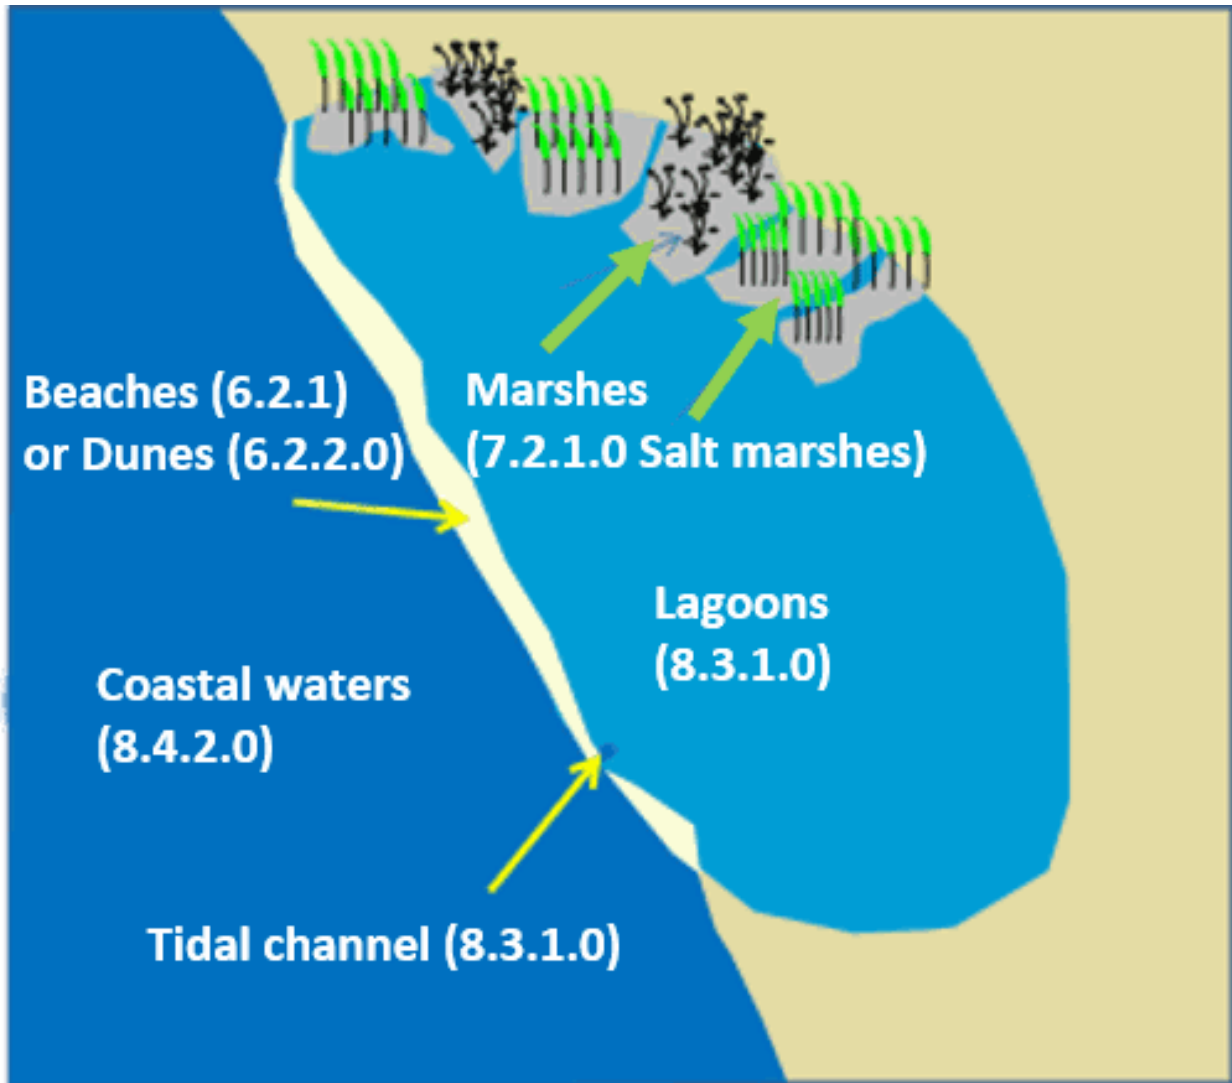 Beaches (6.2.1)
or Dunes (6.2.2.0)
Marshes
(7.2.1.0 Salt marshes)
Lagoons
(8.3.1.0)
Coastal waters
(8.4.2.0)
Tidal channel (8.3.1.0)